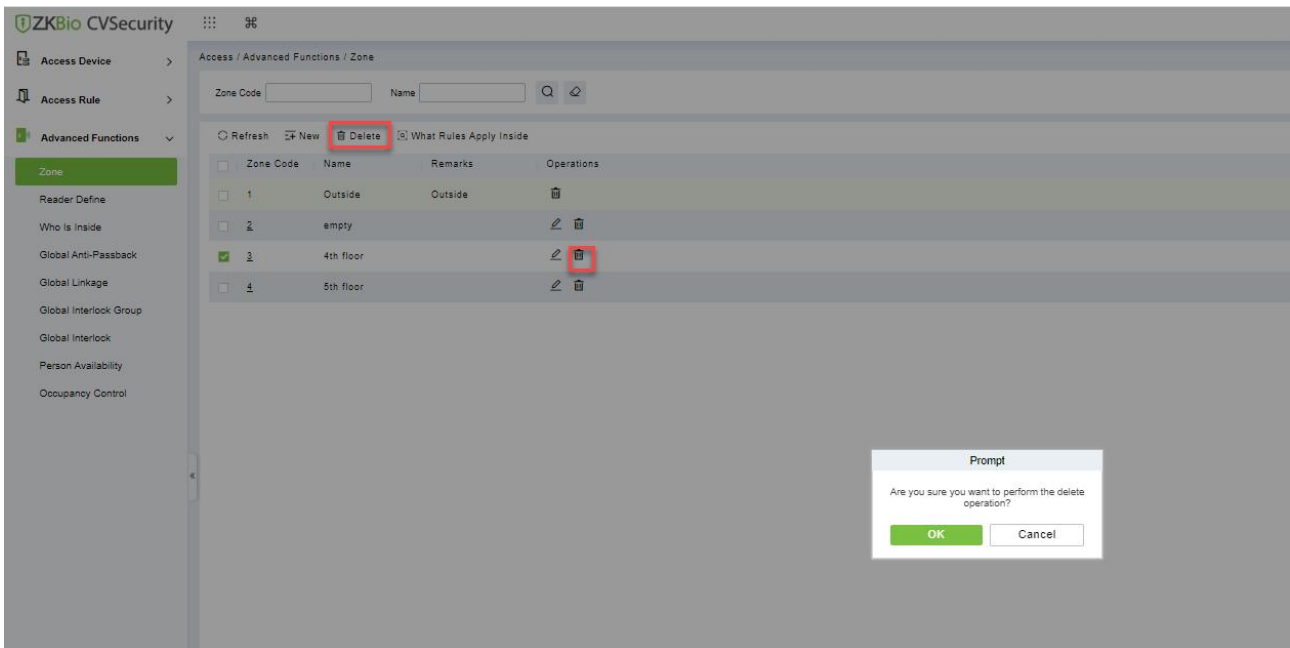 ZKBio CVSecurity
Access Device
Access Rule
Advanced Functions
Zone
Reader Define
Who Is Inside
Global Anti-Passback
Global Linkage
Global Interlock Group
Global Interlock
Person Availability
Occupancy Control
Access / Advanced Functions / Zone
Zone Code Name
Refresh New Delete What Rules Apply Inside
Zone Code Name Remarks Operations
1 Outside Outside
2 empty
3 4th floor
4 5th floor
Prompt
Are you sure you want to perform the delete
operation?
OK Cancel